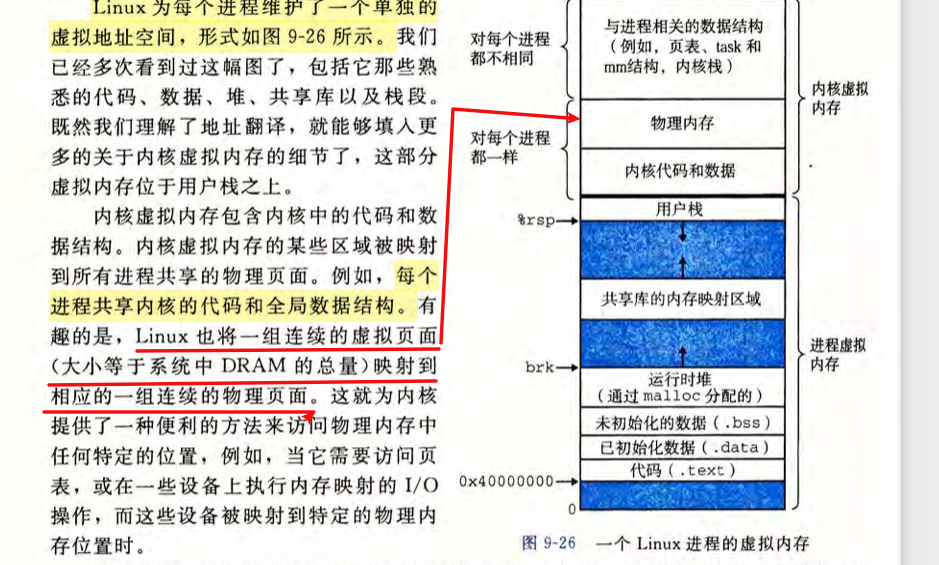 Linux 为每个进程维护了一个单独的
虚拟地址空间，形式如图 9-26 所示。我们
已经多次看到过这幅图了，包括它那些熟
悉的代码、数据、堆、共享库以及栈段。
既然我们理解了地址翻译，就能够填入更
多的关于内核虚拟内存的细节了，这部分
虚拟内存位于用户栈之上。
内核虚拟内存包含内核中的代码和数
据结构。内核虚拟内存的某些区域被映射
到所有进程共享的物理页面。例如，每个
进程共享内核的代码和全局数据结构。有
趣的是，Linux 也将一组连续的虚拟页面
(大小等于系统中 DRAM 的总量)映射到
相应的一组连续的物理页面。这就为内核
提供了一种便利的方法来访问物理内存中
任何特定的位置，例如，当它需要访问页
表，或在一些设备上执行内存映射的 I/O
操作，而这些设备被映射到特定的物理内
存位置时。
对每个进程
都不相同
与进程相关的数据结构
(例如，页表、task 和
mm结构，内核栈)
内核虚拟
内存
对每个进程
都一样
物理内存
内核代码和数据
用户栈
%rsp
共享库的内存映射区域
进程虚拟
内存
brk
运行时堆
(通过 malloc 分配的)
未初始化的数据 (.bss)
已初始化数据 (.data)
代码 (.text)
0x40000000
0
图 9-26 一个 Linux 进程的虚拟内存